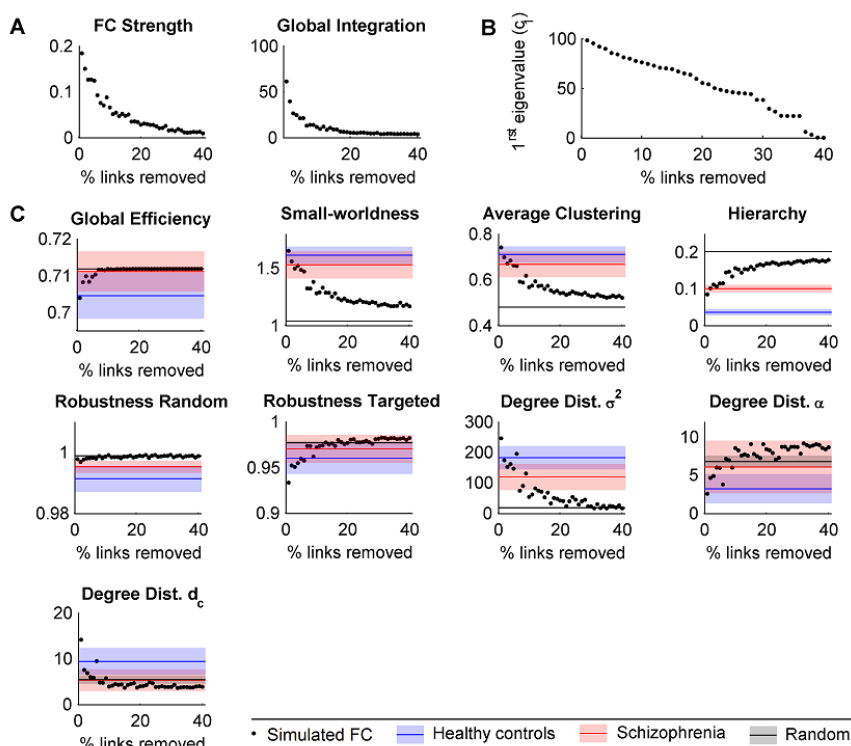 A
FC Strength
0.2
0.1
0
0 20 40
% links removed
Global Integration
100
50
0
0 20 40
% links removed
B
1rst eigenvalue (ςI)
100
50
0
0 10 20 30 40
% links removed
C
Global Efficiency
0.72
0.71
0.7
0 20 40
% links removed
Small-worldness
1.5
1
0 20 40
% links removed
Average Clustering
0.8
0.6
0.4
0 20 40
% links removed
Hierarchy
0.2
0.1
0
0 20 40
% links removed
Robustness Random
1
0.98
0 20 40
% links removed
Robustness Targeted
1
0.95
0.9
0 20 40
% links removed
Degree Dist. σ²
300
200
100
0
0 20 40
% links removed
Degree Dist. α
10
5
0
0 20 40
% links removed
Degree Dist. dc
20
10
0
0 20 40
% links removed
Simulated FC Healthy controls Schizophrenia Random